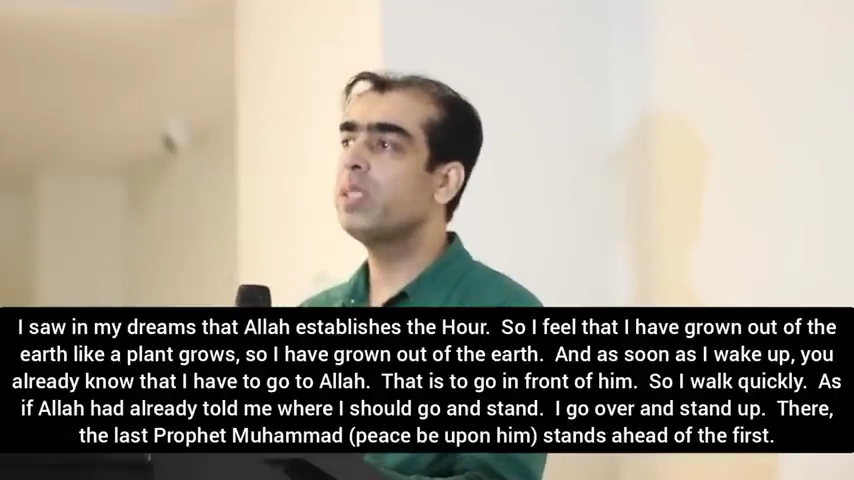 I saw in my dreams that Allah establishes the Hour.  So I feel that I have grown out of the
earth like a plant grows, so I have grown out of the earth.  And as soon as I wake up, you
already know that I have to go to Allah.  That is to go in front of him.  So I walk quickly.  As
if Allah had already told me where I should go and stand.  I go over and stand up.  There,
the last Prophet Muhammad (peace be upon him) stands ahead of the first.